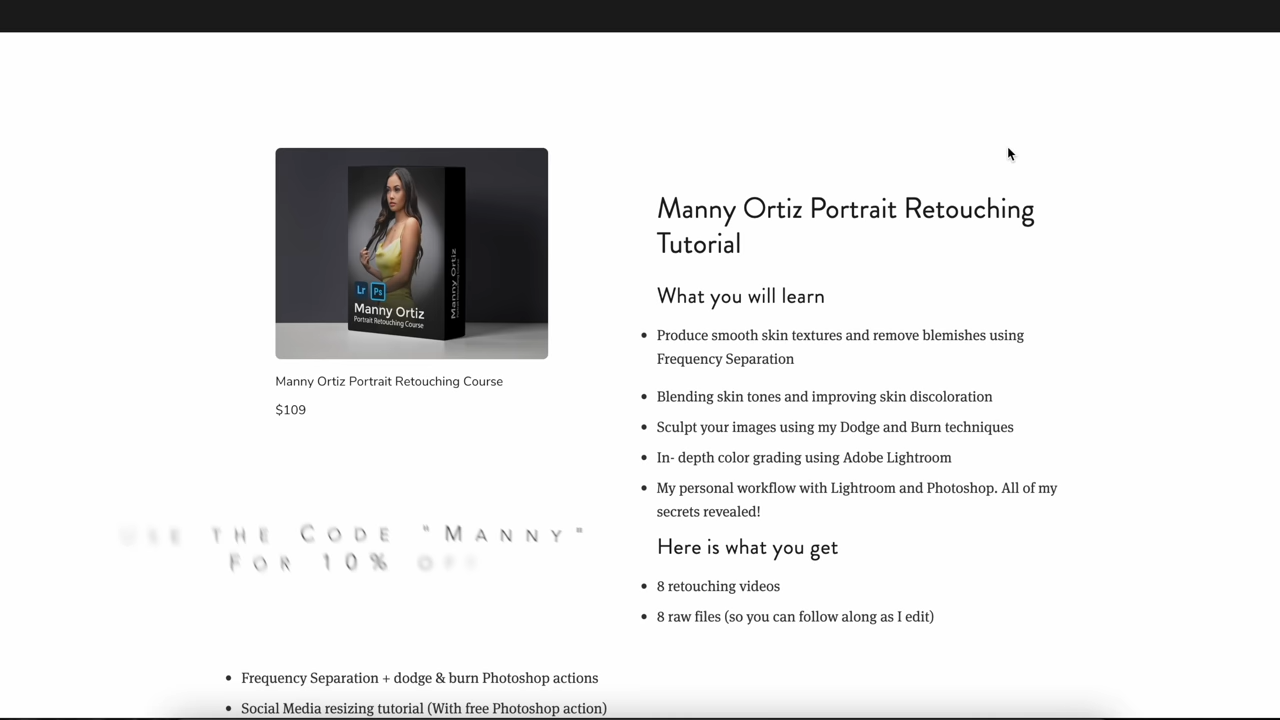 Lr Ps
Manny Ortiz
Portrait Retouching Course
Manny Ortiz
Manny Ortiz Portrait Retouching Course
$109
USE THE CODE "MANNY"
FOR 10% OFF
Manny Ortiz Portrait Retouching
Tutorial
What you will learn
• Produce smooth skin textures and remove blemishes using
Frequency Separation
• Blending skin tones and improving skin discoloration
• Sculpt your images using my Dodge and Burn techniques
• In- depth color grading using Adobe Lightroom
• My personal workflow with Lightroom and Photoshop. All of my
secrets revealed!
Here is what you get
• 8 retouching videos
• 8 raw files (so you can follow along as I edit)
• Frequency Separation + dodge & burn Photoshop actions
• Social Media resizing tutorial (With free Photoshop action)